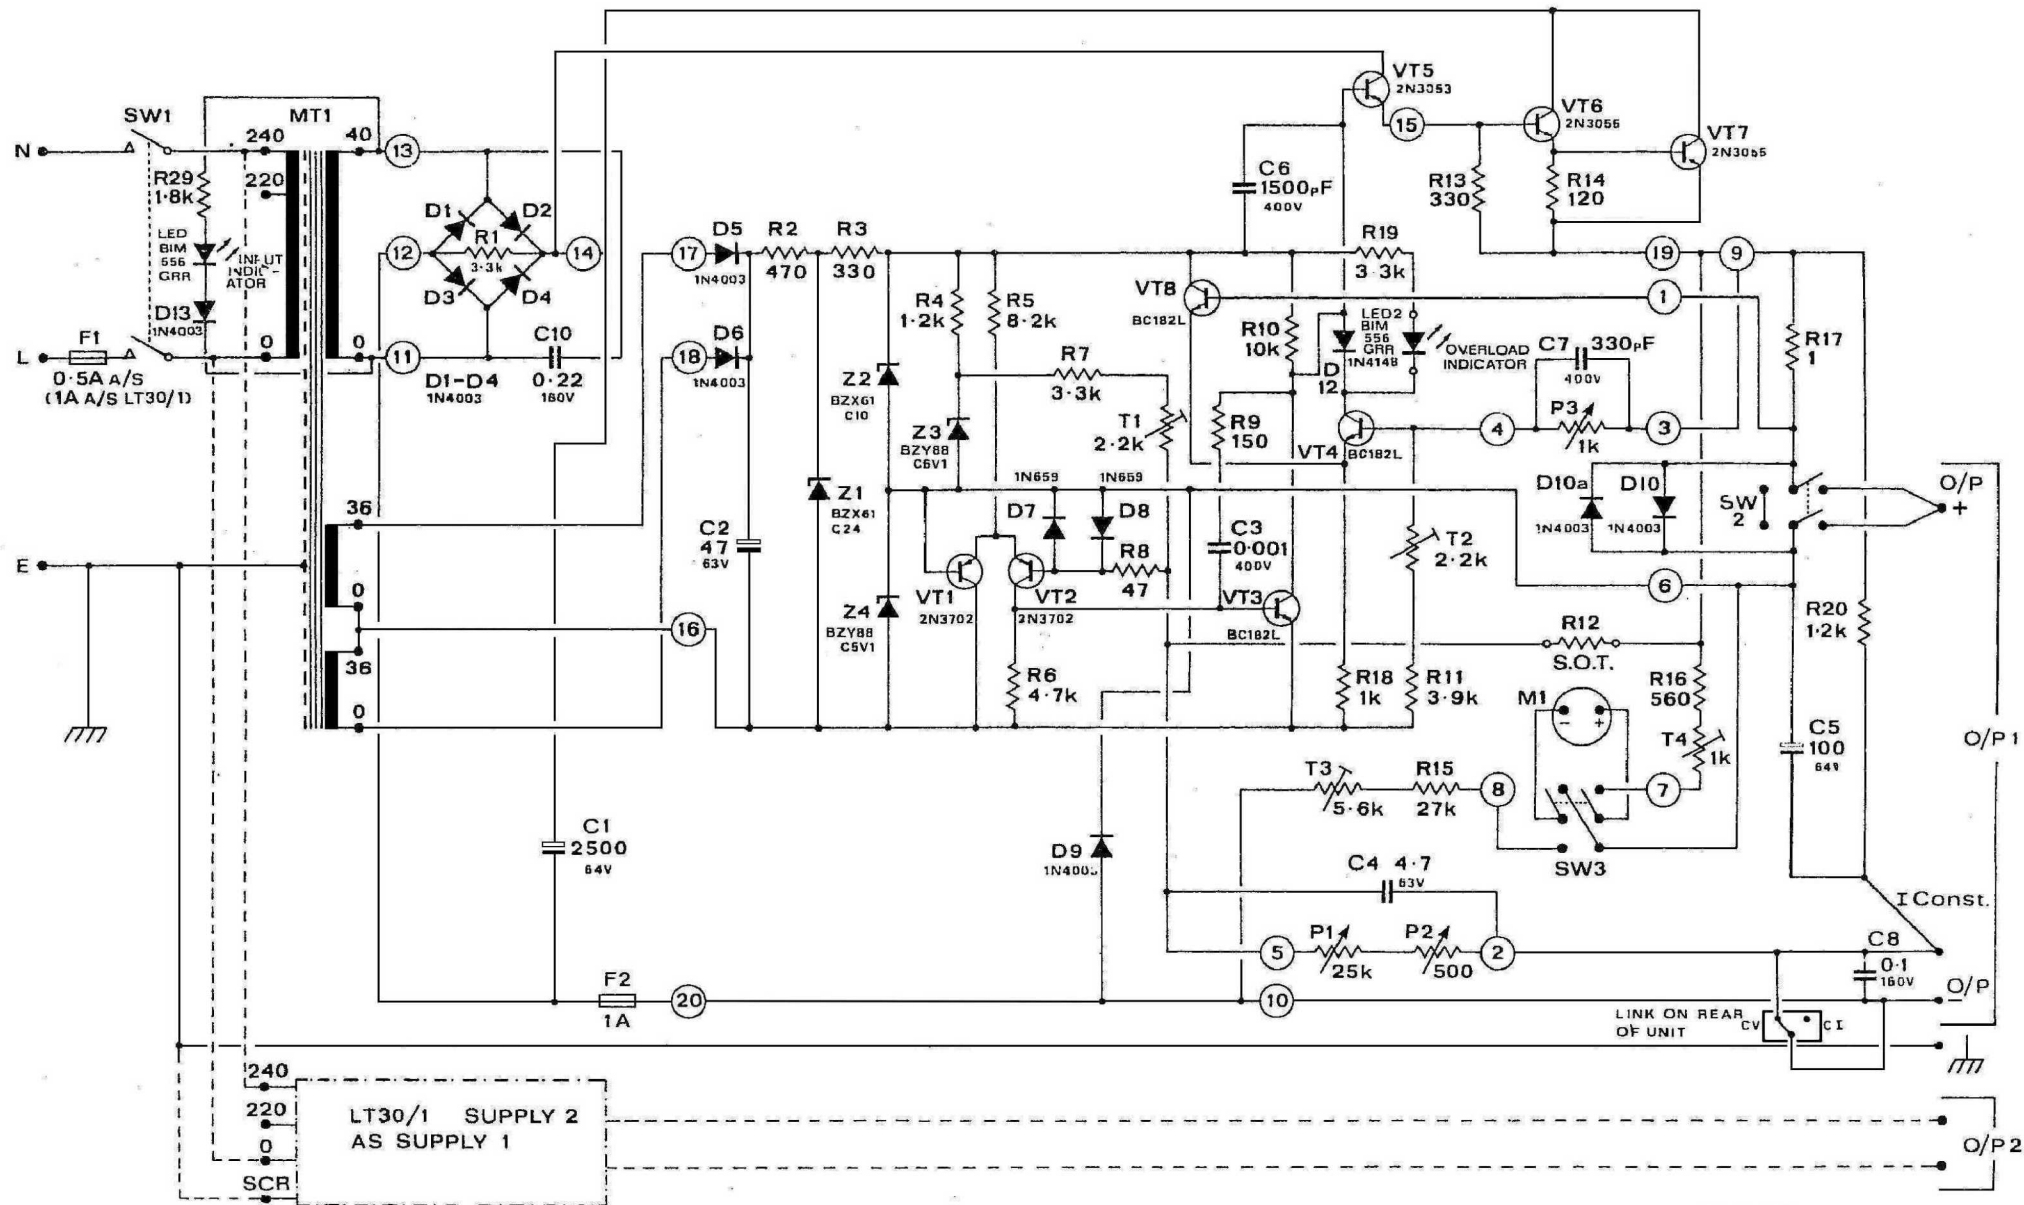 SW1
MT1
N
240
220
0
R29
1·8k
LED
BIM
556
GRR
INPUT
INDIC-
ATOR
D13
1N4003
L
F1
0·5A A/S
(1A A/S LT30/1)
E
40
0
36
0
36
0
13
12
14
11
D1
D2
R1
3·3k
D3
D4
D1-D4
1N4003
C10
0·22
160V
17
18
16
D5
1N4003
D6
1N4003
R2
470
R3
330
C2
47
63V
Z1
BZX61
C24
Z2
BZX61
C10
Z3
BZY88
C6V1
Z4
BZY88
C5V1
R4
1·2k
R5
8·2k
R7
3·3k
T1
2·2k
1N659
D7
1N659
D8
R8
47
VT1
2N3702
VT2
2N3702
R6
4·7k
C6
1500pF
400V
VT5
2N3053
15
VT6
2N3055
VT7
2N3055
R13
330
R14
120
R19
3·3k
19
9
VT8
BC182L
1
R10
10k
LED2
BIM
556
GRR
1N4148
D
12
OVERLOAD
INDICATOR
C7
330pF
400V
R17
1
R9
150
VT4
BC182L
4
P3
1k
3
C3
0·001
400V
VT3
BC182L
T2
2·2k
D10a
1N4003
D10
1N4003
SW
2
O/P
+
6
R20
1·2k
R12
S.O.T.
R18
1k
R11
3·9k
R16
560
M1
-
+
T4
1k
C5
100
64V
O/P1
T3
5·6k
R15
27k
8
7
SW3
C1
2500
64V
D9
1N4003
C4
4·7
63V
I Const.
5
P1
25k
P2
500
2
C8
0·1
160V
O/P
F2
1A
20
10
LINK ON REAR
OF UNIT
CV
CI
240
220
0
SCR
LT30/1 SUPPLY 2
AS SUPPLY 1
O/P2